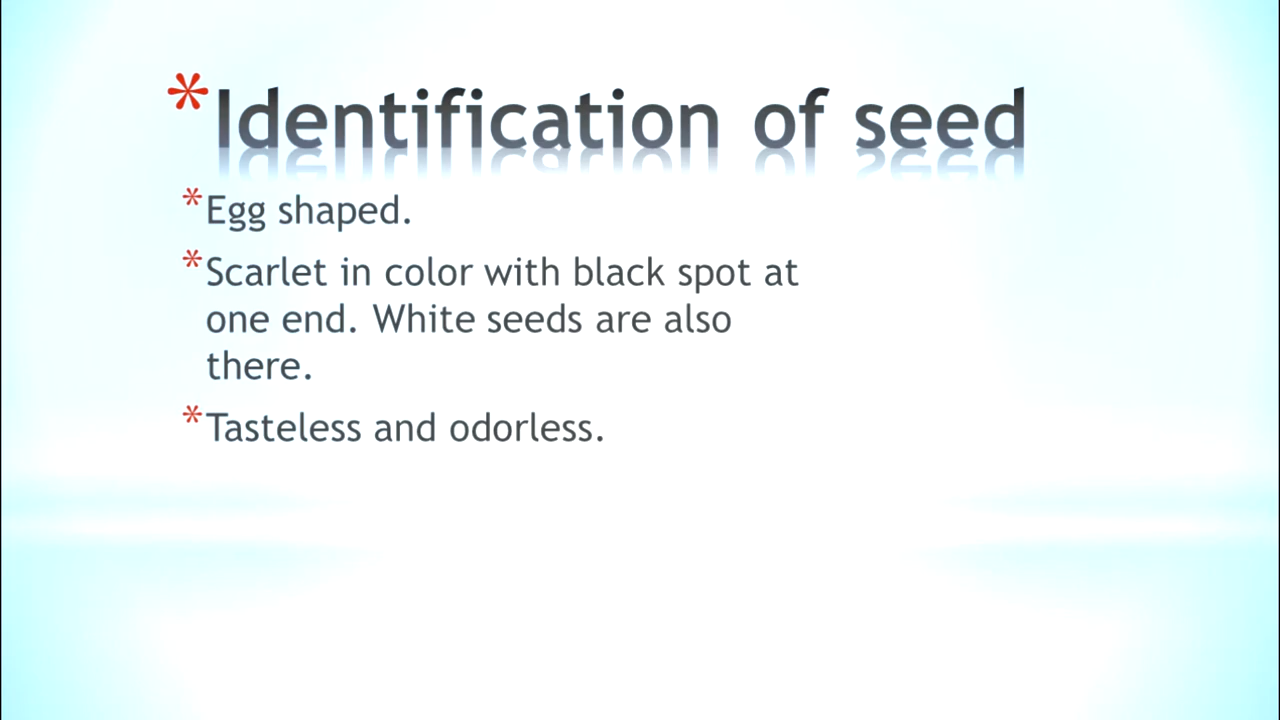 *Identification of seed
*Egg shaped.
*Scarlet in color with black spot at
one end. White seeds are also
there.
*Tasteless and odorless.